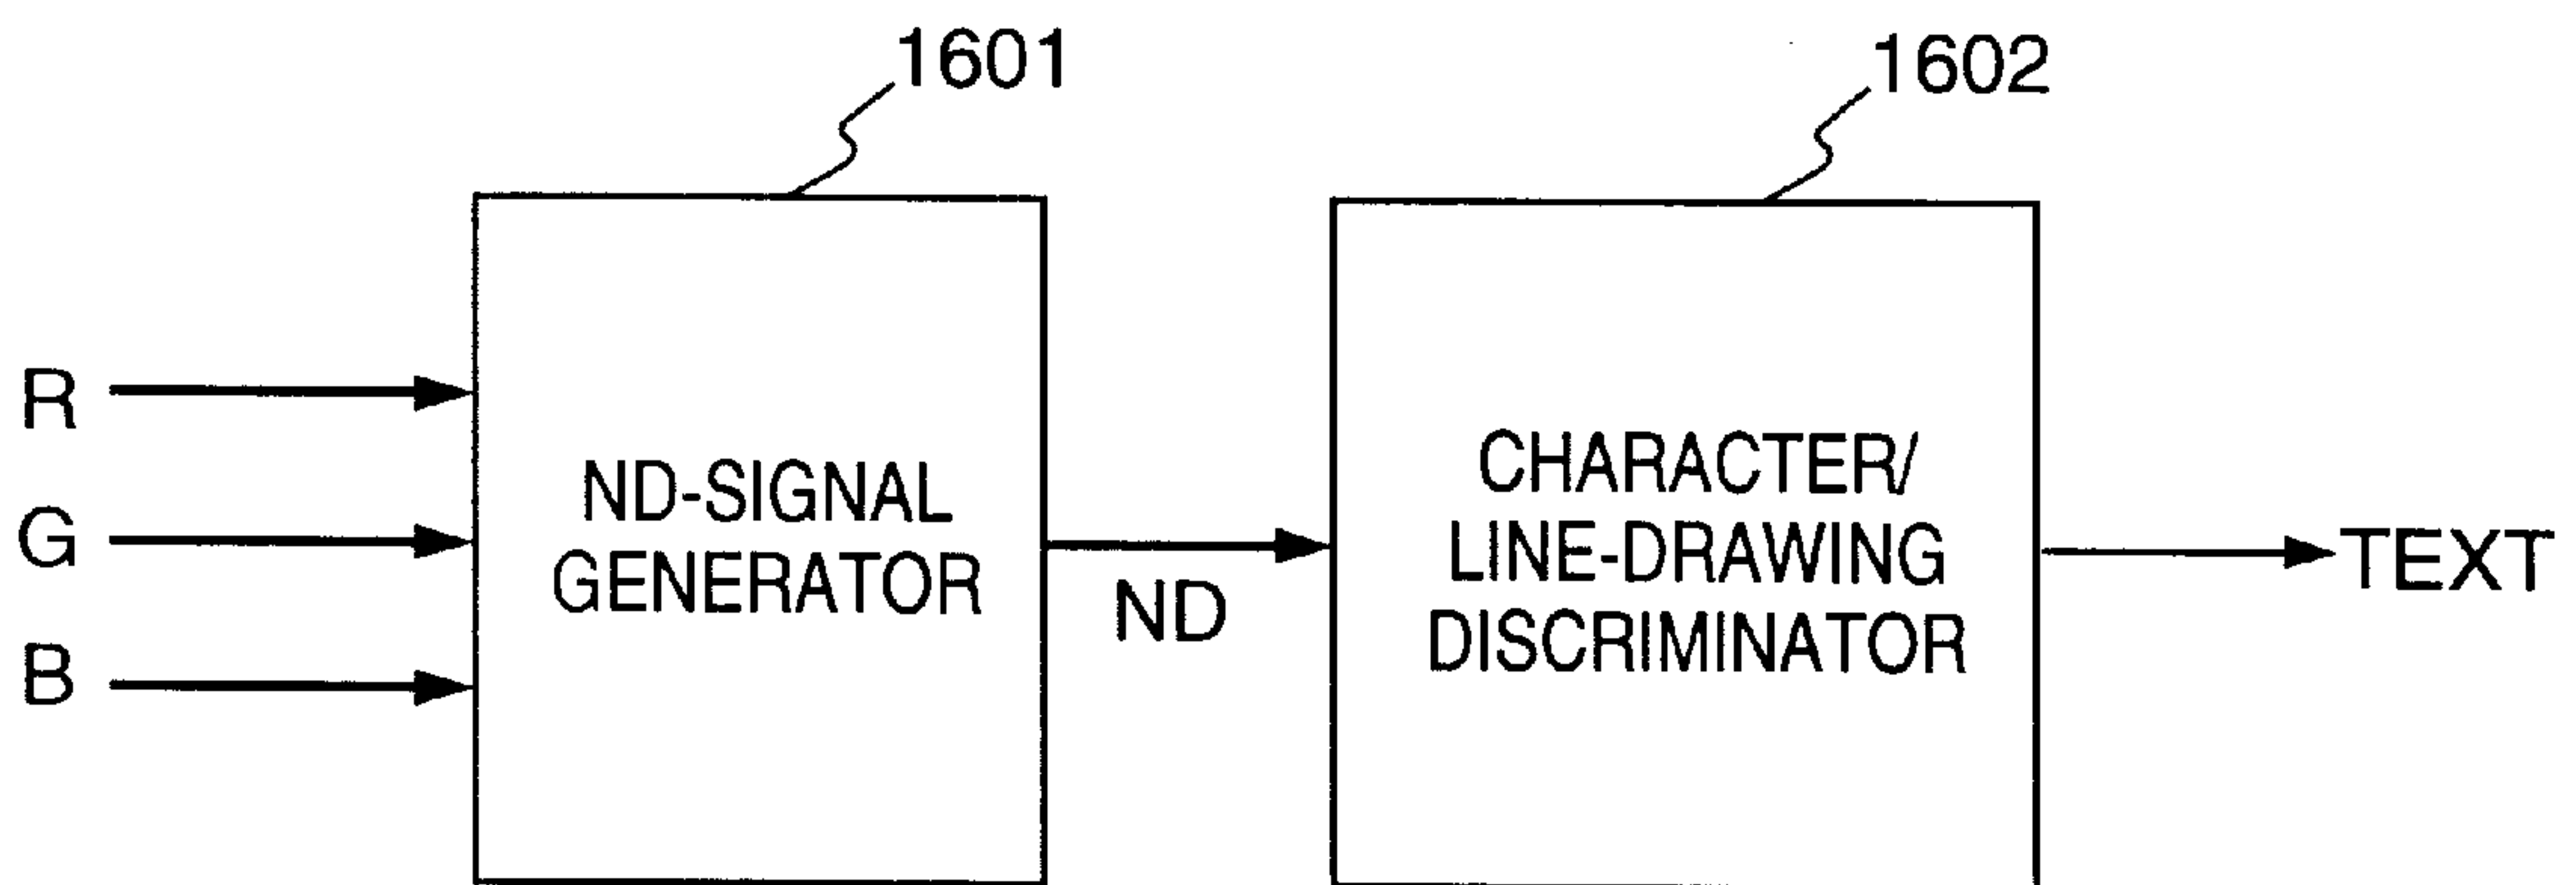 1601
1602
R
G
B
ND-SIGNAL
GENERATOR
ND
CHARACTER/
LINE-DRAWING
DISCRIMINATOR
TEXT